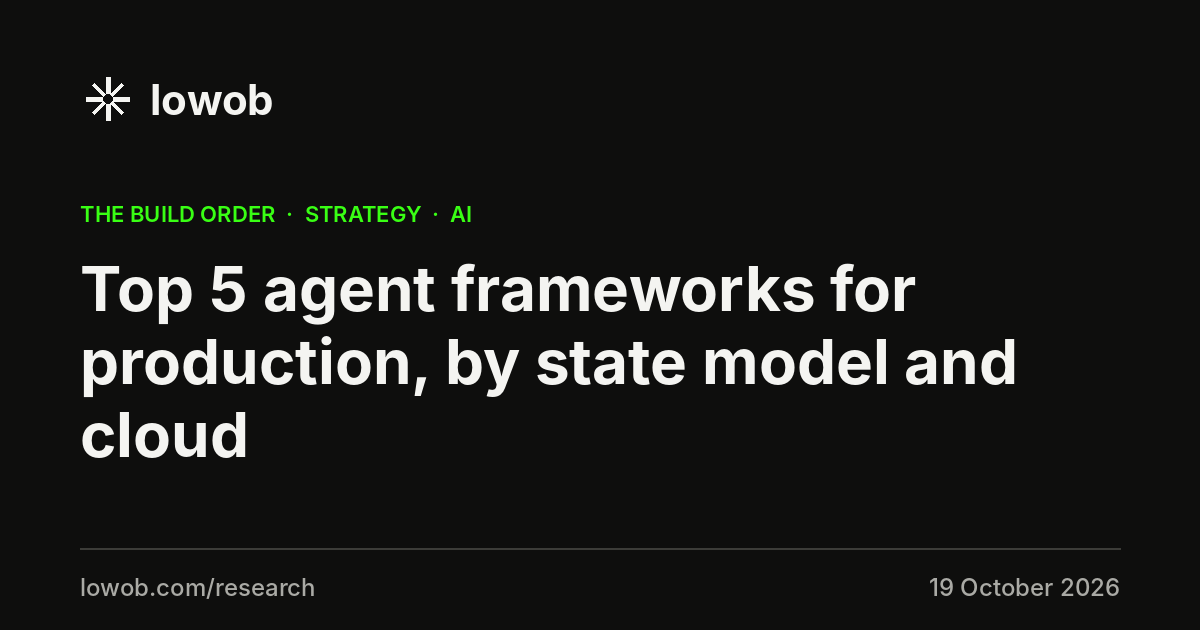 lowob
THE BUILD ORDER · STRATEGY · AI
Top 5 agent frameworks for
production, by state model and
cloud
lowob.com/research
19 October 2026